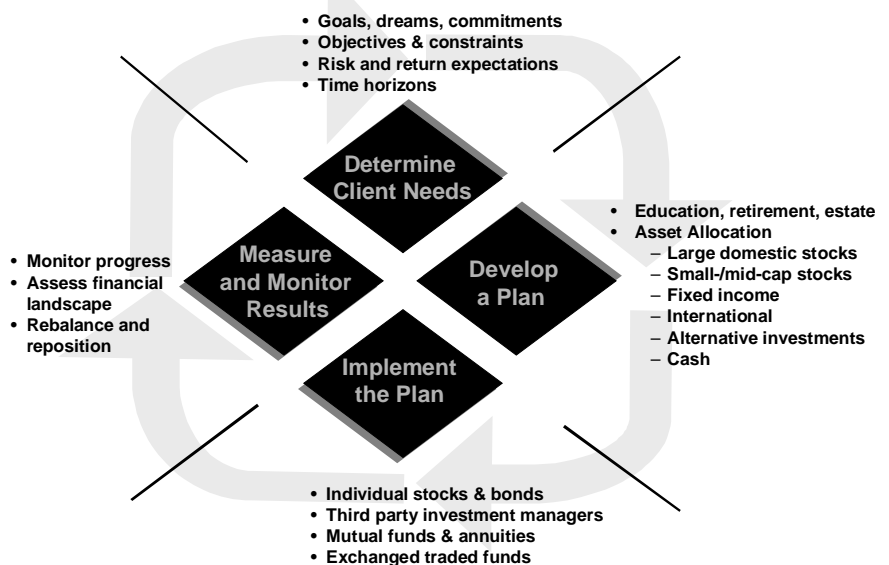 • Goals, dreams, commitments
• Objectives & constraints
• Risk and return expectations
• Time horizons
Determine
Client Needs
• Education, retirement, estate
• Asset Allocation
– Large domestic stocks
– Small-/mid-cap stocks
– Fixed income
– International
– Alternative investments
– Cash
Develop
a Plan
Measure
and Monitor
Results
• Monitor progress
• Assess financial
landscape
• Rebalance and
reposition
Implement
the Plan
• Individual stocks & bonds
• Third party investment managers
• Mutual funds & annuities
• Exchanged traded funds